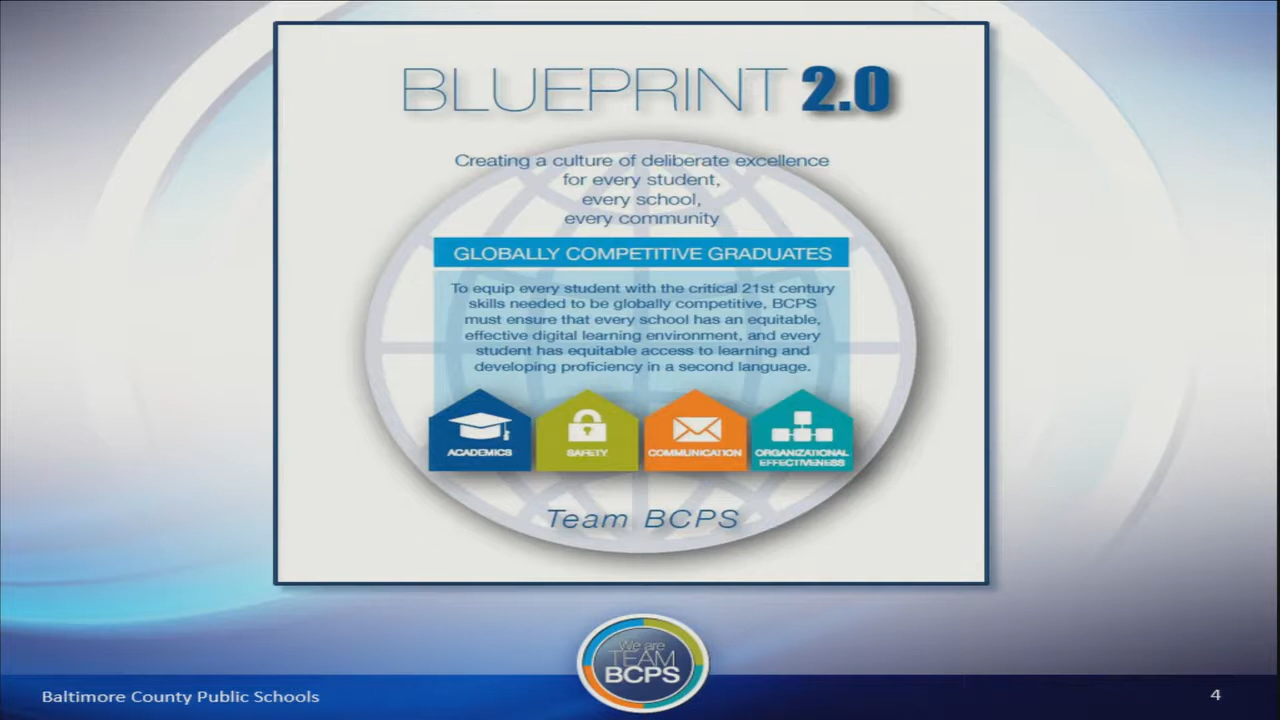 BLUEPRINT 2.0
Creating a culture of deliberate excellence
for every student,
every school,
every community
GLOBALLY COMPETITIVE GRADUATES
To equip every student with the critical 21st century
skills needed to be globally competitive, BCPS
must ensure that every school has an equitable,
effective digital learning environment, and every
student has equitable access to learning and
developing proficiency in a second language.
ACADEMICS
SAFETY
COMMUNICATION
ORGANIZATIONAL
EFFECTIVENESS
Team BCPS
We are
TEAM
BCPS
Baltimore County Public Schools
4